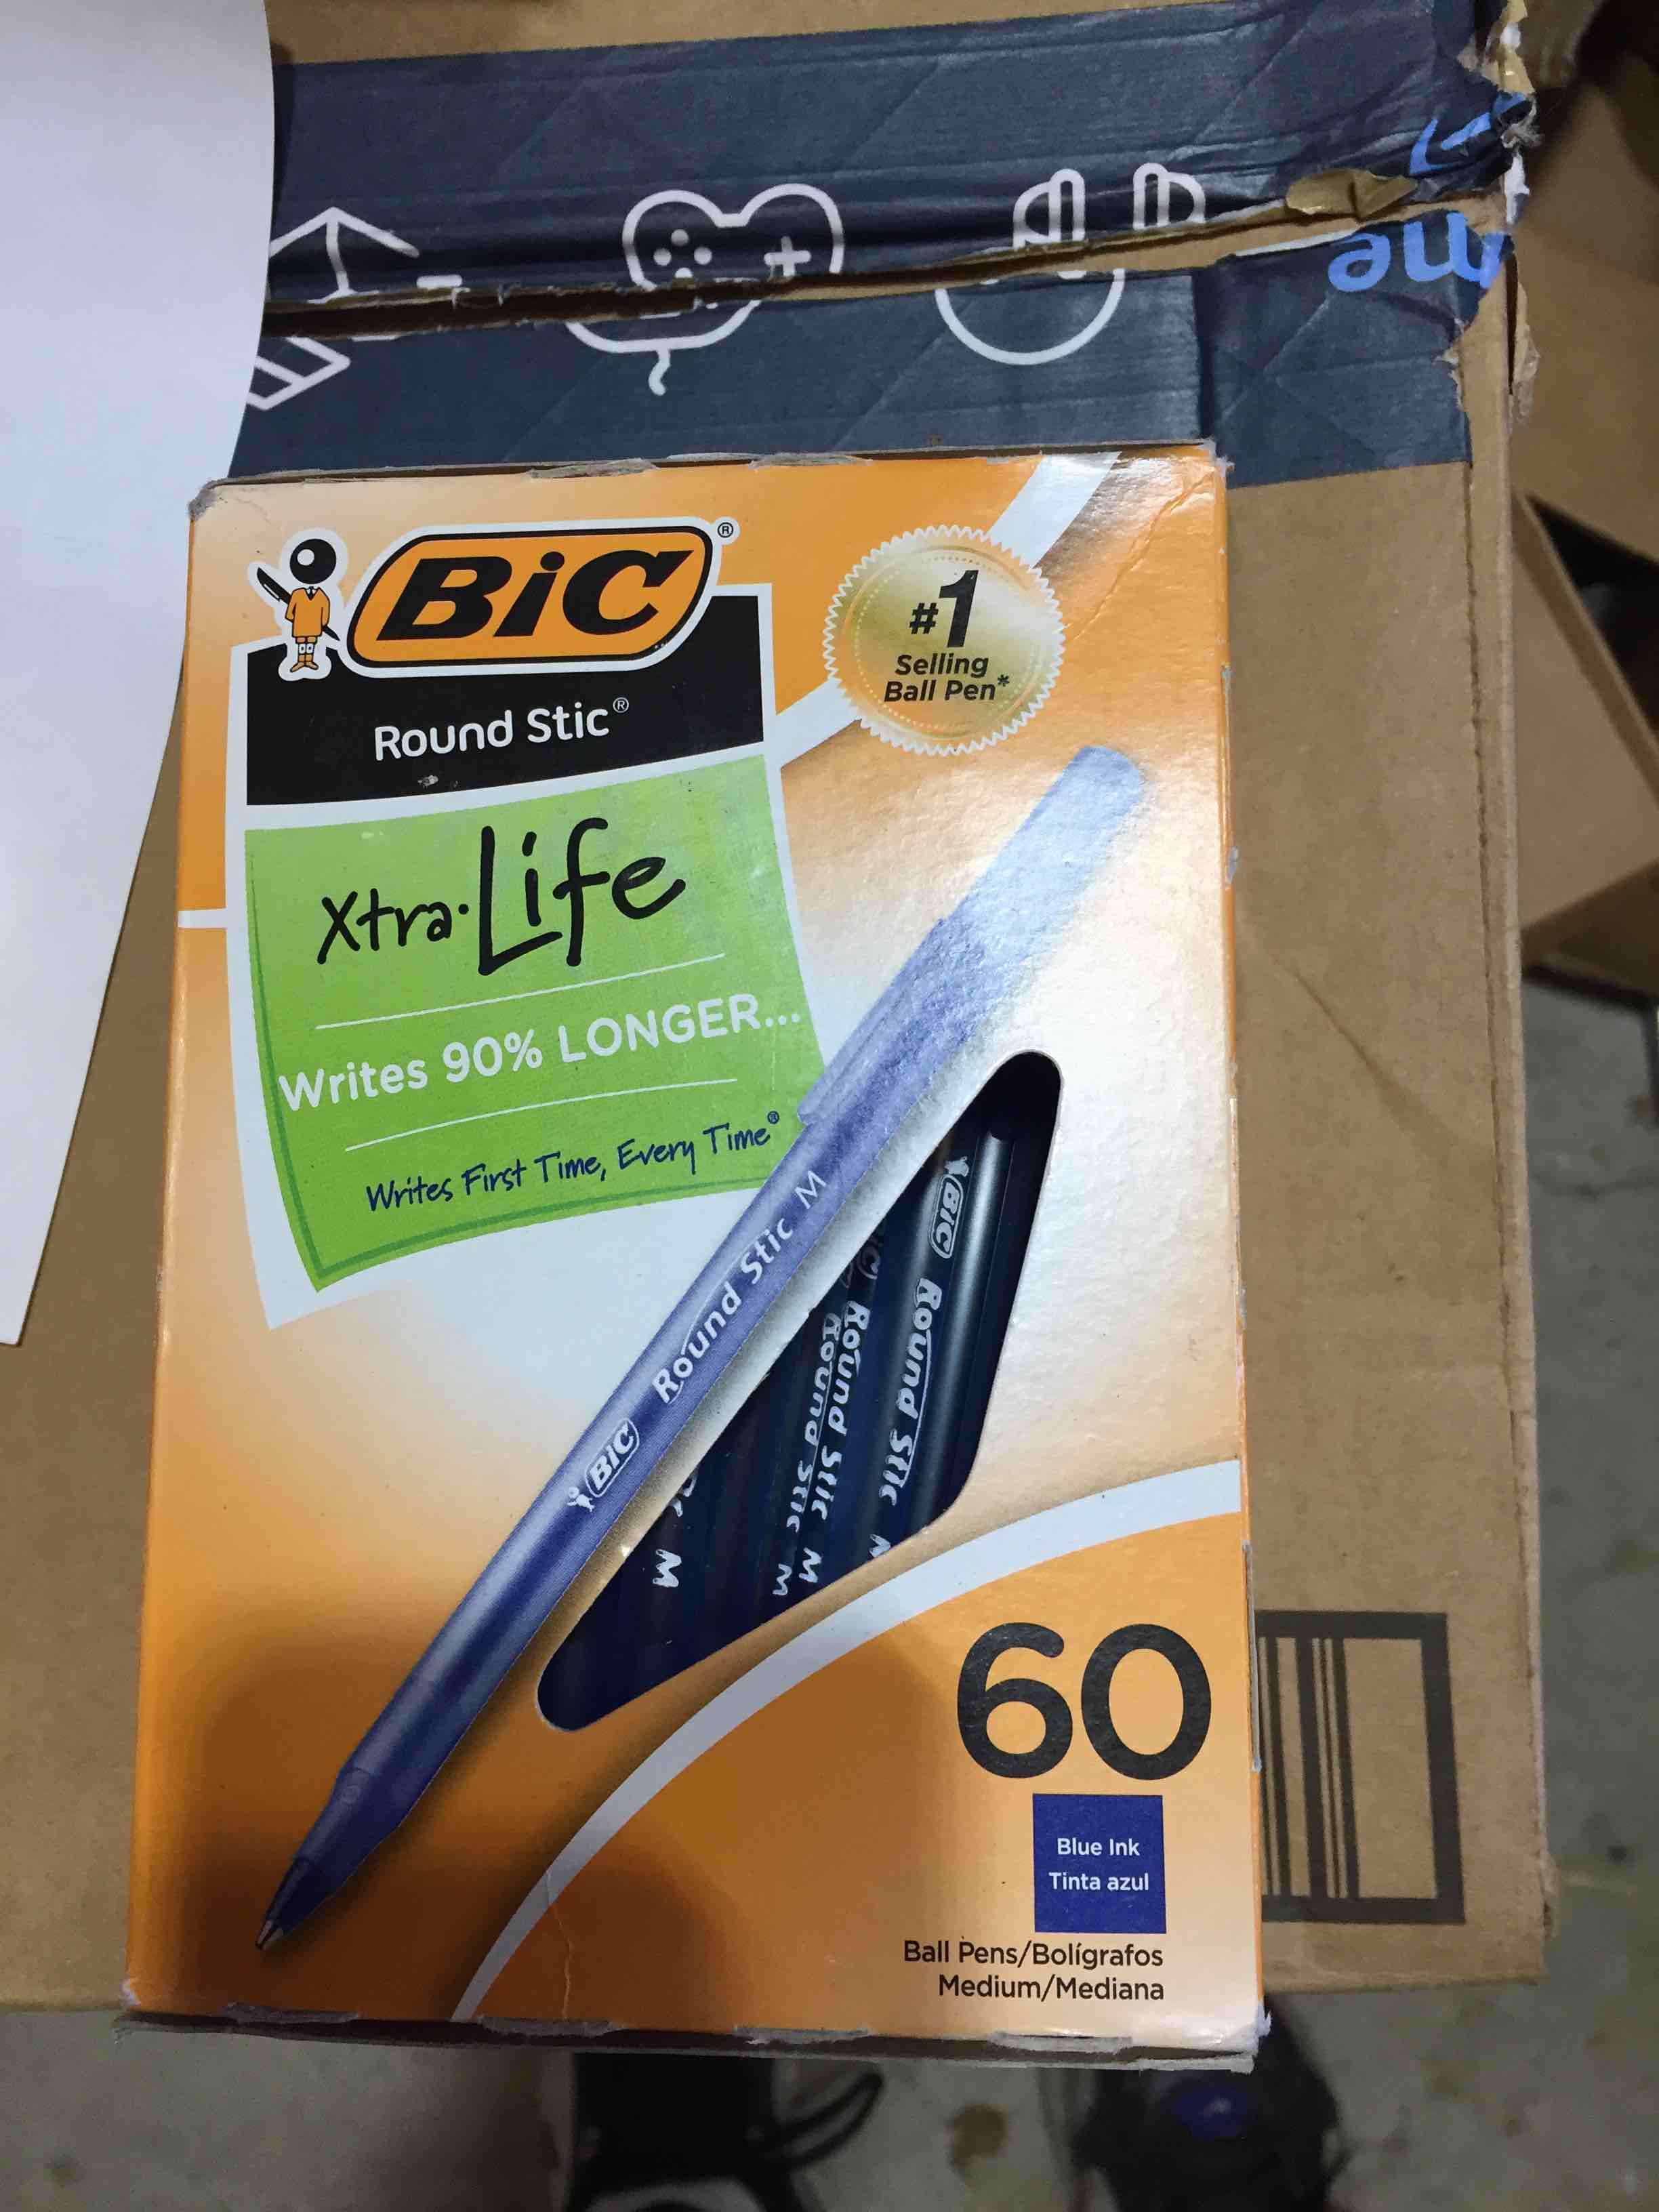 me
BiC®
Round Stic®
#1
Selling
Ball Pen*
Xtra-Life
Writes 90% LONGER...
Writes First Time, Every Time®
BiC Round Stic M
BiC Round Stic M
Round Stic M
Round Stic M
M
60
Blue Ink
Tinta azul
Ball Pens/Bolígrafos
Medium/Mediana